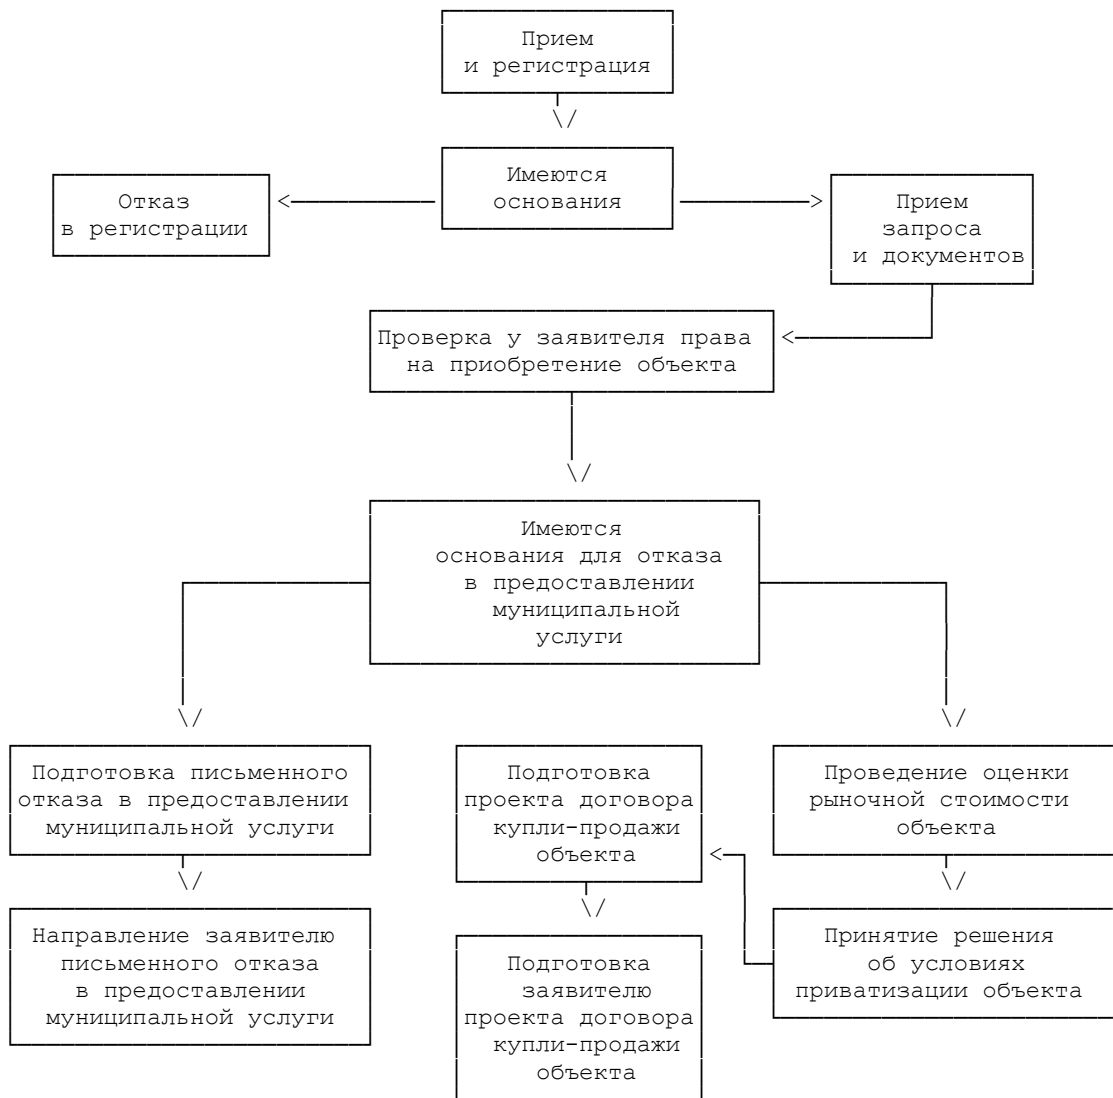 Прием
и регистрация
Имеются
основания
Отказ
в регистрации
Прием
запроса
и документов
Проверка у заявителя права
на приобретение объекта
Имеются
основания для отказа
в предоставлении
муниципальной
услуги
Подготовка письменного
отказа в предоставлении
муниципальной услуги
Подготовка
проекта договора
купли-продажи
объекта
Проведение оценки
рыночной стоимости
объекта
Направление заявителю
письменного отказа
в предоставлении
муниципальной услуги
Подготовка
заявителю
проекта договора
купли-продажи
объекта
Принятие решения
об условиях
приватизации объекта